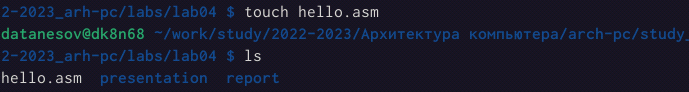 2-2023_arh-pc/labs/lab04 $ touch hello.asm
datanesov@dk8n68 ~/work/study/2022-2023/Архитектура компьютера/arch-pc/study_
2-2023_arh-pc/labs/lab04 $ ls
hello.asm presentation report